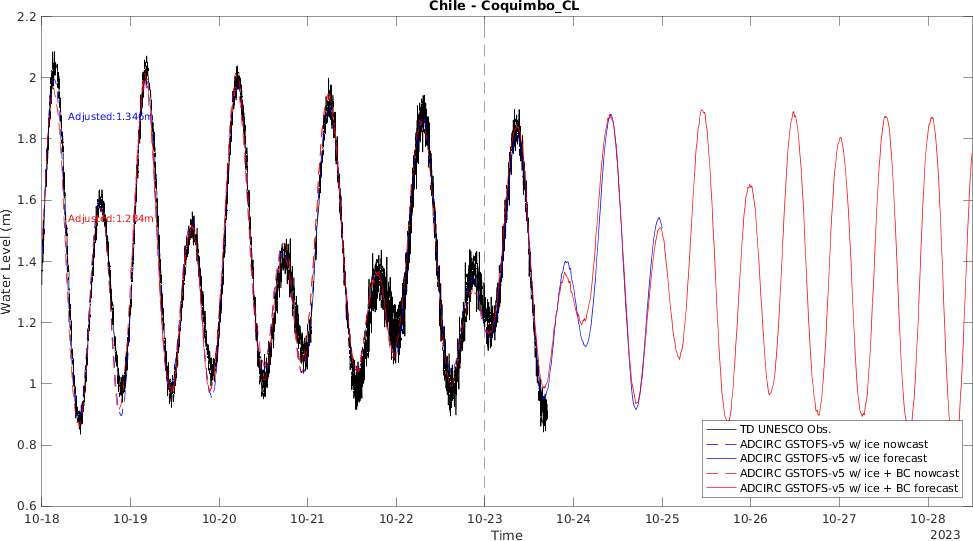 Chile - Coquimbo_CL
2.2
2
1.8
1.6
1.4
1.2
1
0.8
0.6
Water Level (m)
Adjusted:1.346m
Adjusted:1.284m
TD UNESCO Obs.
ADCIRC GSTOFS-v5 w/ ice nowcast
ADCIRC GSTOFS-v5 w/ ice forecast
ADCIRC GSTOFS-v5 w/ ice + BC nowcast
ADCIRC GSTOFS-v5 w/ ice + BC forecast
10-18 10-19 10-20 10-21 10-22 10-23 10-24 10-25 10-26 10-27 10-28
2023
Time